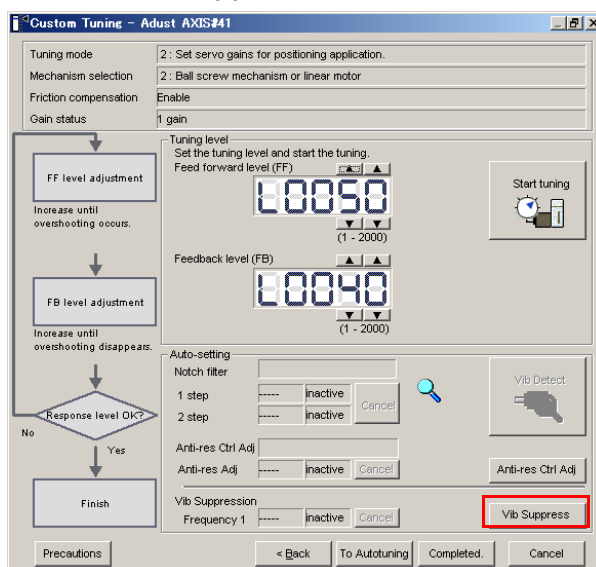 Custom Tuning - Adust AXIS#41
Tuning mode 2 : Set servo gains for positioning application.
Mechanism selection 2 : Ball screw mechanism or linear motor
Friction compensation Enable
Gain status 1 gain
FF level adjustment
Increase until
overshooting occurs.
FB level adjustment
Increase until
overshooting disappears.
Response level OK?
No
Yes
Finish
Tuning level
Set the tuning level and start the tuning.
Feed forward level (FF)
L0050
(1 - 2000)
Feedback level (FB)
L0040
(1 - 2000)
Start tuning
Auto-setting
Notch filter
1 step ----- inactive
2 step ----- inactive
Cancel
Vib Detect
Anti-res Ctrl Adj
Anti-res Adj ----- inactive Cancel
Anti-res Ctrl Adj
Vib Suppression
Frequency 1 ----- inactive Cancel
Vib Suppress
Precautions
< Back
To Autotuning
Completed.
Cancel